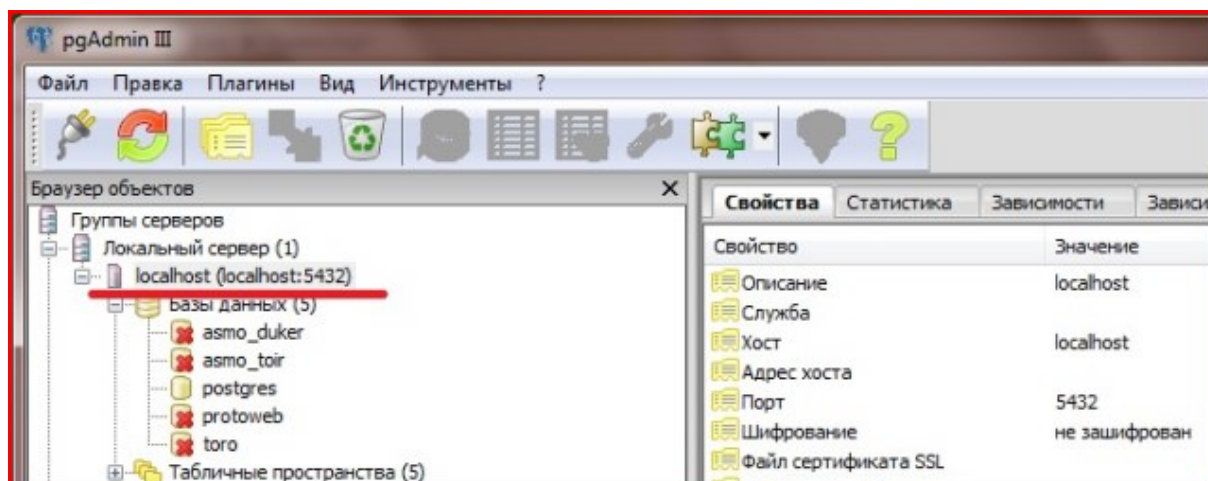 pgAdmin III
Файл Правка Плагины Вид Инструменты ?
Браузер объектов
Группы серверов
Локальный сервер (1)
localhost (localhost:5432)
Базы данных (5)
asmo_duker
asmo_toir
postgres
protoweb
toro
Табличные пространства (5)
Свойства Статистика Зависимости Зависи
Свойство Значение
Описание localhost
Служба
Хост localhost
Адрес хоста
Порт 5432
Шифрование не зашифрован
Файл сертификата SSL